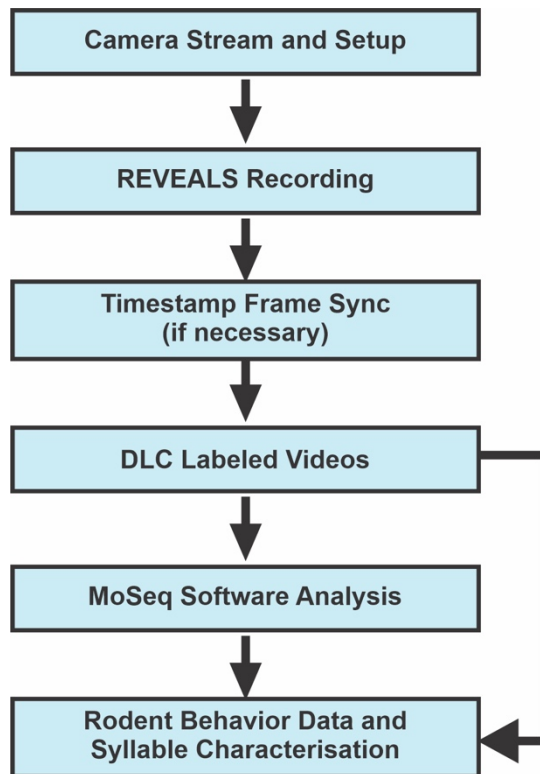 Camera Stream and Setup
REVEALS Recording
Timestamp Frame Sync
(if necessary)
DLC Labeled Videos
MoSeq Software Analysis
Rodent Behavior Data and
Syllable Characterisation